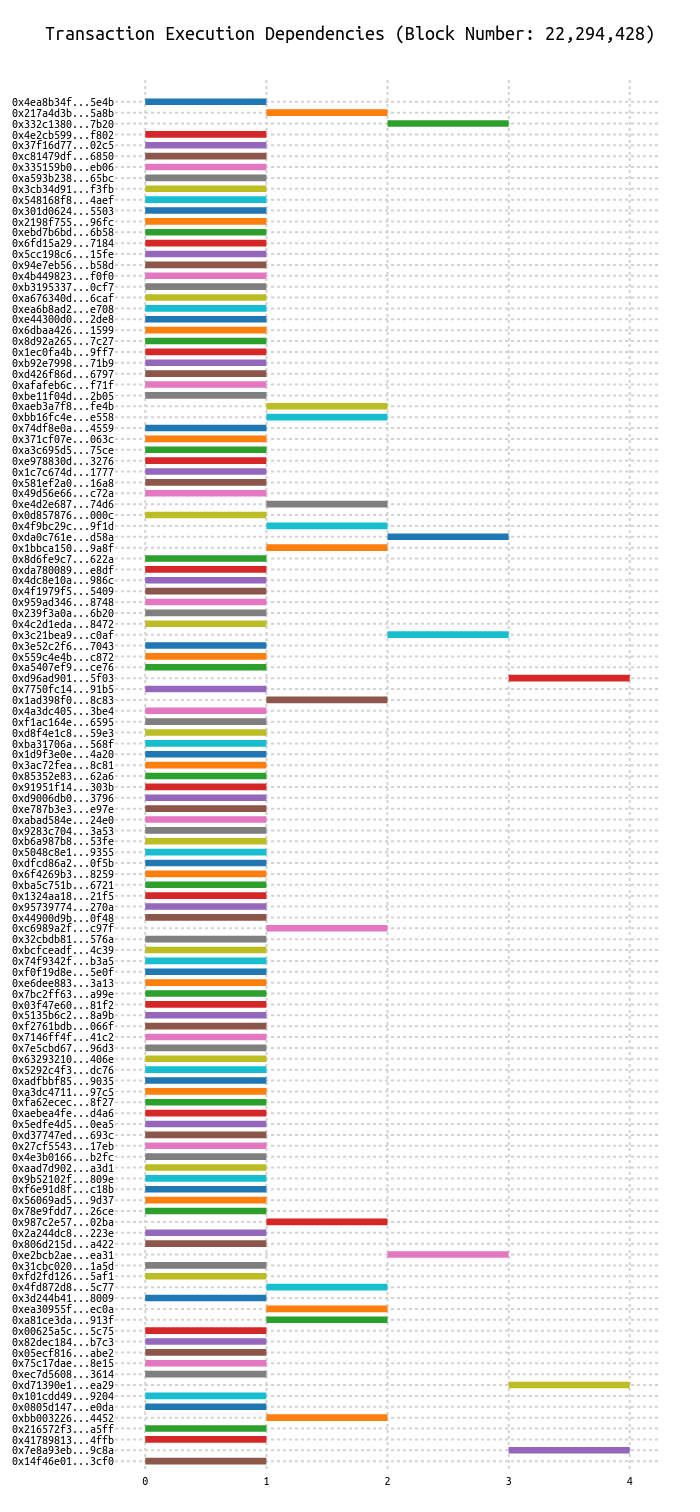 Transaction Execution Dependencies (Block Number: 22,294,428)
0x4ea8b34f...5e4b
0x217a4d3b...5a8b
0x332c1380...7b20
0x4e2cb599...f802
0x37f16d77...02c5
0xc81479df...6850
0x335159b0...eb06
0xa593b238...65bc
0x3cb34d91...f3fb
0x548168f8...4aef
0x301d0624...5503
0x2198f755...96fc
0xebd7b6bd...6b58
0x6fd15a29...7184
0x5cc198c6...15fe
0x94e7eb56...b58d
0x4b449823...f0f0
0xb3195337...0cf7
0xa676340d...6caf
0xea6b8ad2...e708
0xe44300d0...2de8
0x6dbaa426...1599
0x8d92a265...7c27
0x1ec0fa4b...9ff7
0xb92e7998...71b9
0xd426f86d...6797
0xafafeb6c...f71f
0xbe11f04d...2b05
0xaeb3a7f8...fe4b
0xbb16fc4e...e558
0x74df8e0a...4559
0x371cf07e...063c
0xa3c695d5...75ce
0xe978830d...3276
0x1c7c674d...1777
0x581ef2a0...16a8
0x49d56e66...c72a
0xe4d2e687...74d6
0x0d857876...000c
0x4f9bc29c...9f1d
0xda0c761e...d58a
0x1bbca150...9a8f
0x8d6fe9c7...622a
0xda780089...e8df
0x4dc8e10a...986c
0x4f1979f5...5409
0x959ad346...8748
0x239f3a0a...6b20
0x4c2d1eda...8472
0x3c21bea9...c0af
0x3e52c2f6...7043
0x559c4e4b...c872
0xa5407ef9...ce76
0xd96ad901...5f03
0x7750fc14...91b5
0x1ad398f0...8c83
0x4a3dc405...3be4
0xf1ac164e...6595
0xd8f4e1c8...59e3
0xba31706a...568f
0x1d9f3e0e...4a20
0x3ac72fea...8c81
0x85352e83...62a6
0x91951f14...303b
0xd9006db0...3796
0xe787b3e3...e97e
0xabad584e...24e0
0x9283c704...3a53
0xb6a987b8...53fe
0x5048c8e1...9355
0xdfcd86a2...0f5b
0x6f4269b3...8259
0xba5c751b...6721
0x1324aa18...21f5
0x95739774...270a
0x44900d9b...0f48
0xc6989a2f...c97f
0x32cbdb81...576a
0xbcfceadf...4c39
0x74f9342f...b3a5
0xf0f19d8e...5e0f
0xe6dee883...3a13
0x7bc2ff63...a99e
0x03f47e60...81f2
0x5135b6c2...8a9b
0xf2761bdb...066f
0x7146ff4f...41c2
0x7e5cbd67...96d3
0x63293210...406e
0x5292c4f3...dc76
0xadfbbf85...9035
0xa3dc4711...97c5
0xfa62ecec...8f27
0xaebea4fe...d4a6
0x5edfe4d5...0ea5
0xd37747ed...693c
0x27cf5543...17eb
0x4e3b0166...b2fc
0xaad7d902...a3d1
0x9b52102f...809e
0xf6e91d8f...c18b
0x56069ad5...9d37
0x78e9fdd7...26ce
0x987c2e57...02ba
0x2a244dc8...223e
0x806d215d...a422
0xe2bcb2ae...ea31
0x31cbc020...1a5d
0xfd2fd126...5af1
0x4fd872d8...5c77
0x3d244b41...8009
0xea30955f...ec0a
0xa81ce3da...913f
0x00625a5c...5c75
0x82dec184...b7c3
0x05ecf816...abe2
0x75c17dae...8e15
0xec7d5608...3614
0xd71390e1...ea29
0x101cdd49...9204
0x0805d147...e0da
0xbb003226...4452
0x216572f3...a5ff
0x41789813...4ffb
0x7e8a93eb...9c8a
0x14f46e01...3cf0
0 1 2 3 4